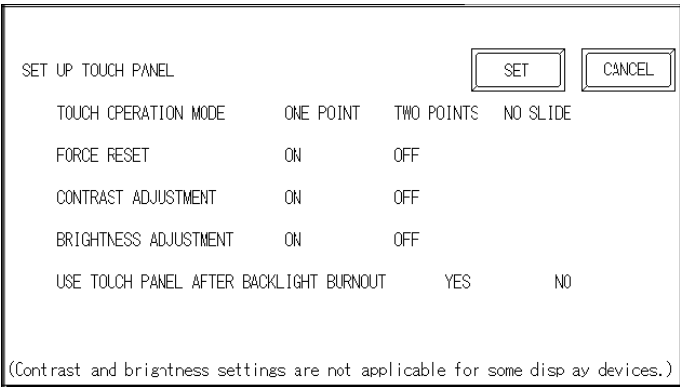 SET UP TOUCH PANEL SET CANCEL
TOUCH OPERATION MODE ONE POINT TWO POINTS NO SLIDE
FORCE RESET ON OFF
CONTRAST ADJUSTMENT ON OFF
BRIGHTNESS ADJUSTMENT ON OFF
USE TOUCH PANEL AFTER BACKLIGHT BURNOUT YES NO
(Contrast and brightness settings are not applicable for some disp ay devices.)